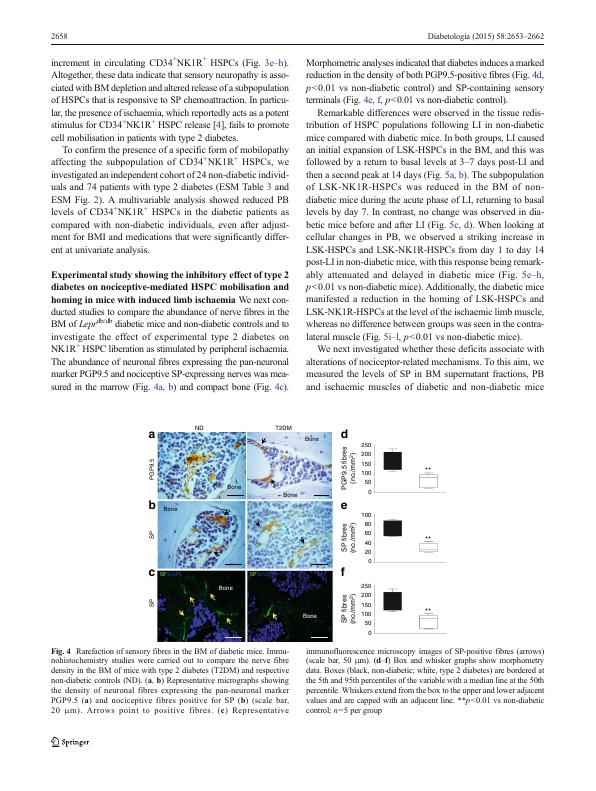 2658
Diabetologia (2015) 58:2653–2662
increment in circulating CD34+NK1R+ HSPCs (Fig. 3e–h).
Altogether, these data indicate that sensory neuropathy is asso-
ciated with BM depletion and altered release of a subpopulation
of HSPCs that is responsive to SP chemoattraction. In particu-
lar, the presence of ischaemia, which reportedly acts as a potent
stimulus for CD34+NK1R+ HSPC release [4], fails to promote
cell mobilisation in patients with type 2 diabetes.
To confirm the presence of a specific form of mobilopathy
affecting the subpopulation of CD34+NK1R+ HSPCs, we
investigated an independent cohort of 24 non-diabetic individ-
uals and 74 patients with type 2 diabetes (ESM Table 3 and
ESM Fig. 2). A multivariable analysis showed reduced PB
levels of CD34+NK1R+ HSPCs in the diabetic patients as
compared with non-diabetic individuals, even after adjust-
ment for BMI and medications that were significantly differ-
ent at univariate analysis.
Experimental study showing the inhibitory effect of type 2
diabetes on nociceptive-mediated HSPC mobilisation and
homing in mice with induced limb ischaemia We next con-
ducted studies to compare the abundance of nerve fibres in the
BM of Leprdb/db diabetic mice and non-diabetic controls and to
investigate the effect of experimental type 2 diabetes on
NK1R+ HSPC liberation as stimulated by peripheral ischaemia.
The abundance of neuronal fibres expressing the pan-neuronal
marker PGP9.5 and nociceptive SP-expressing nerves was mea-
sured in the marrow (Fig. 4a, b) and compact bone (Fig. 4c).
Morphometric analyses indicated that diabetes induces a marked
reduction in the density of both PGP9.5-positive fibres (Fig. 4d,
p<0.01 vs non-diabetic control) and SP-containing sensory
terminals (Fig. 4e, f, p<0.01 vs non-diabetic control).
Remarkable differences were observed in the tissue redis-
tribution of HSPC populations following LI in non-diabetic
mice compared with diabetic mice. In both groups, LI caused
an initial expansion of LSK-HSPCs in the BM, and this was
followed by a return to basal levels at 3–7 days post-LI and
then a second peak at 14 days (Fig. 5a, b). The subpopulation
of LSK-NK1R-HSPCs was reduced in the BM of non-
diabetic mice during the acute phase of LI, returning to basal
levels by day 7. In contrast, no change was observed in dia-
betic mice before and after LI (Fig. 5c, d). When looking at
cellular changes in PB, we observed a striking increase in
LSK-HSPCs and LSK-NK1R-HSPCs from day 1 to day 14
post-LI in non-diabetic mice, with this response being remark-
ably attenuated and delayed in diabetic mice (Fig. 5e–h,
p<0.01 vs non-diabetic mice). Additionally, the diabetic mice
manifested a reduction in the homing of LSK-HSPCs and
LSK-NK1R-HSPCs at the level of the ischaemic limb muscle,
whereas no difference between groups was seen in the contra-
lateral muscle (Fig. 5i–l, p<0.01 vs non-diabetic mice).
We next investigated whether these deficits associate with
alterations of nociceptor-related mechanisms. To this aim, we
measured the levels of SP in BM supernatant fractions, PB
and ischaemic muscles of diabetic and non-diabetic mice
ND
T2DM
a
PGP9.5
Bone
Bone
Bone
b
SP
Bone
c
SP
SP DAPI
Bone
SP DAPI
Bone
d
PGP9.5 fibres
(no./mm2)
250
200
150
100
50
0
**
e
SP fibres
(no./mm2)
100
80
60
40
20
0
**
f
SP fibres
(no./mm2)
250
200
150
100
50
0
**
Fig. 4 Rarefaction of sensory fibres in the BM of diabetic mice. Immu-
nohistochemistry studies were carried out to compare the nerve fibre
density in the BM of mice with type 2 diabetes (T2DM) and respective
non-diabetic controls (ND). (a, b) Representative micrographs showing
the density of neuronal fibres expressing the pan-neuronal marker
PGP9.5 (a) and nociceptive fibres positive for SP (b) (scale bar,
20 μm). Arrows point to positive fibres. (c) Representative
immunofluorescence microscopy images of SP-positive fibres (arrows)
(scale bar, 50 μm). (d–f) Box and whisker graphs show morphometry
data. Boxes (black, non-diabetic; white, type 2 diabetes) are bordered at
the 5th and 95th percentiles of the variable with a median line at the 50th
percentile. Whiskers extend from the box to the upper and lower adjacent
values and are capped with an adjacent line. **p<0.01 vs non-diabetic
control; n=5 per group
Springer